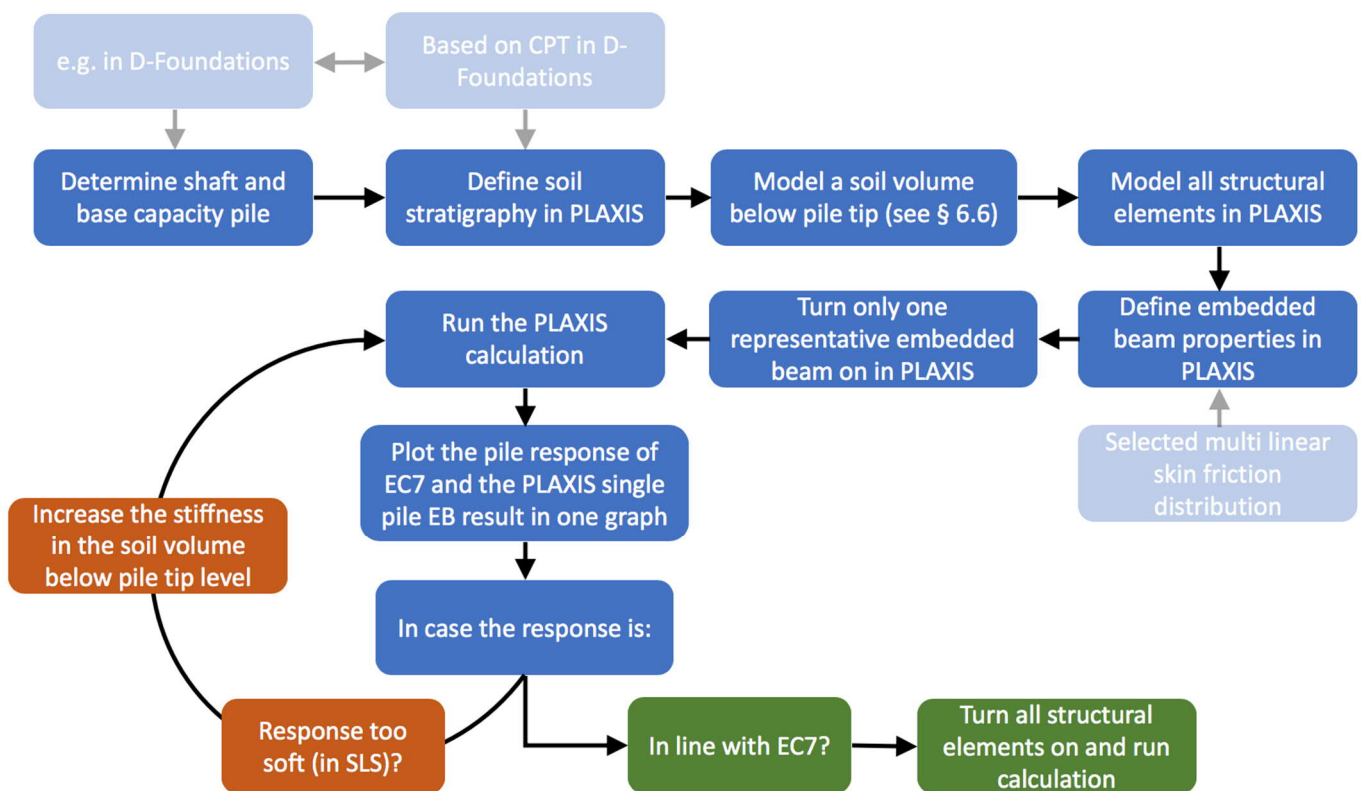 e.g. in D-Foundations
Based on CPT in D-
Foundations
Determine shaft and
base capacity pile
Define soil
stratigraphy in PLAXIS
Model a soil volume
below pile tip (see § 6.6)
Model all structural
elements in PLAXIS
Run the PLAXIS
calculation
Turn only one
representative embedded
beam on in PLAXIS
Define embedded
beam properties in
PLAXIS
Plot the pile response of
EC7 and the PLAXIS single
pile EB result in one graph
Selected multi linear
skin friction
distribution
Increase the stiffness
in the soil volume
below pile tip level
In case the response is:
Response too
soft (in SLS)?
In line with EC7?
Turn all structural
elements on and run
calculation